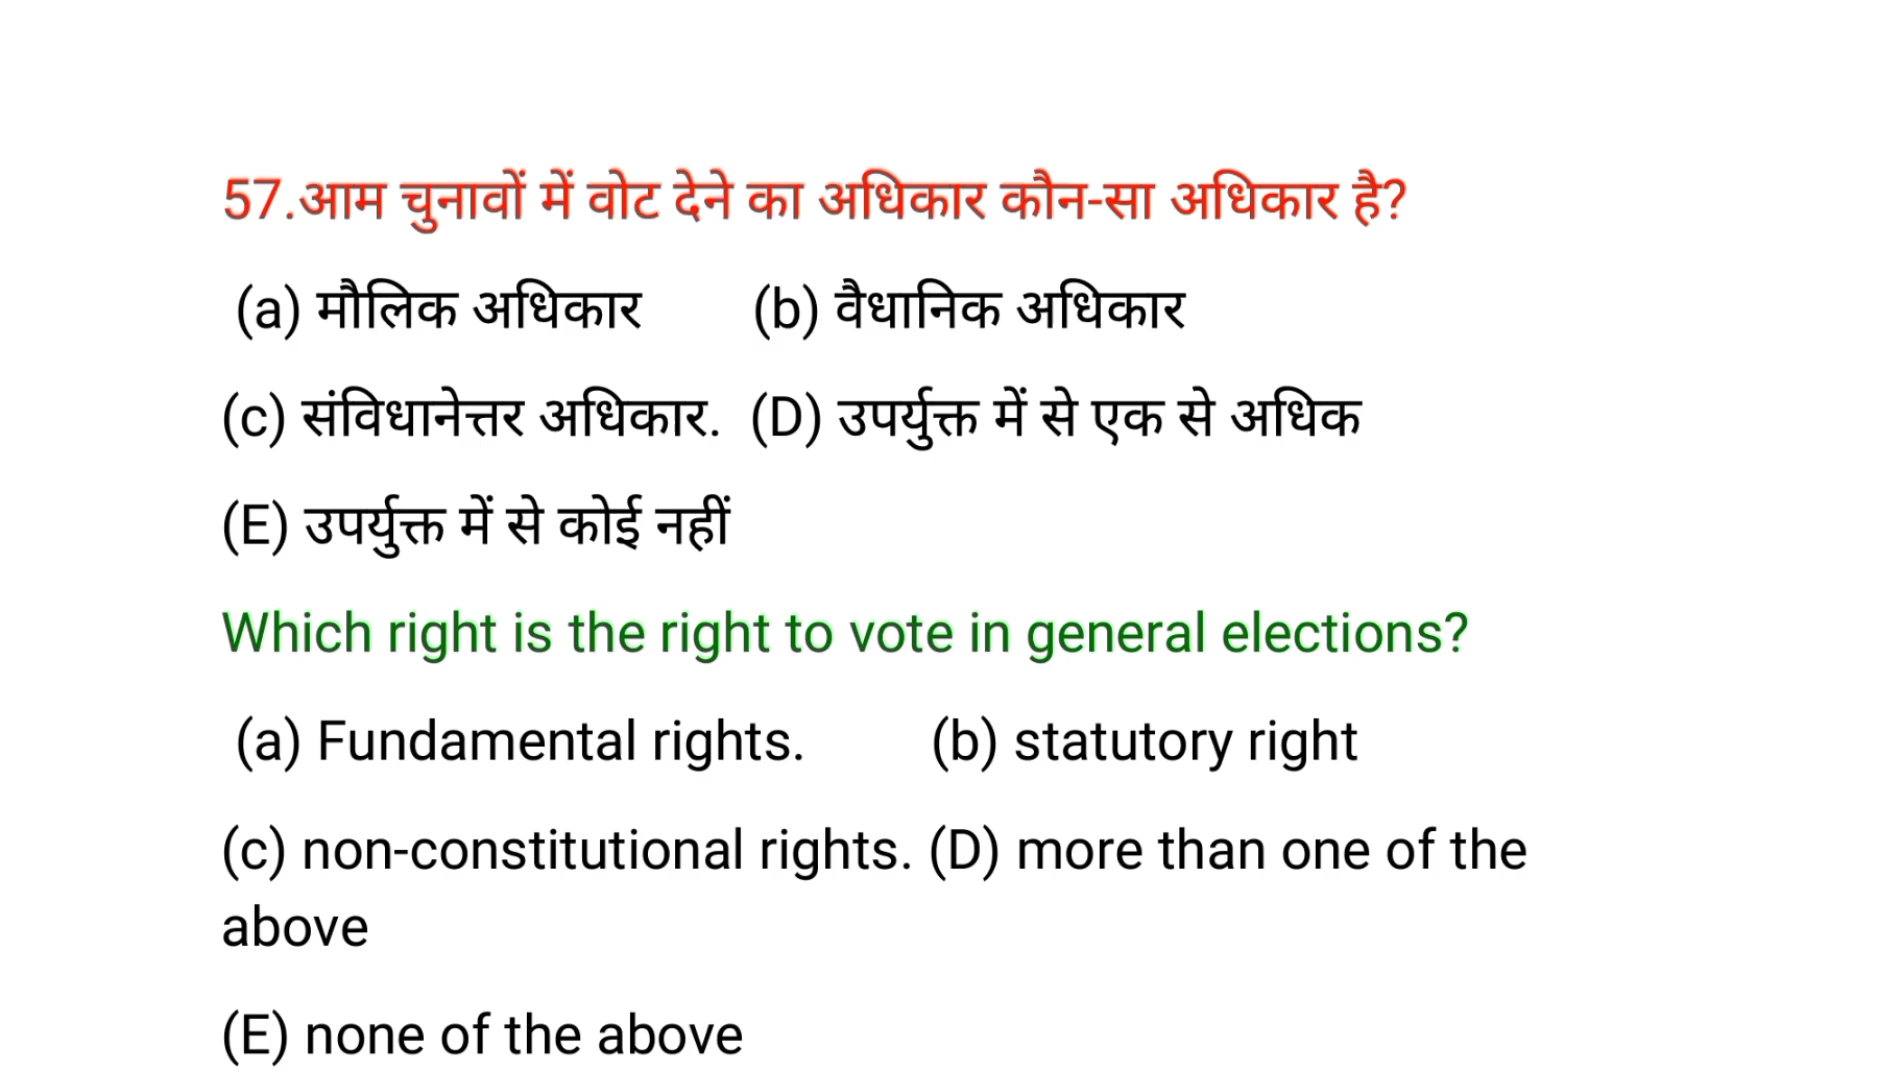 57.आम चुनावों में वोट देने का अधिकार कौन-सा अधिकार है?
(a) मौलिक अधिकार (b) वैधानिक अधिकार
(c) संविधानेत्तर अधिकार. (D) उपर्युक्त में से एक से अधिक
(E) उपर्युक्त में से कोई नहीं
Which right is the right to vote in general elections?
(a) Fundamental rights. (b) statutory right
(c) non-constitutional rights. (D) more than one of the
above
(E) none of the above